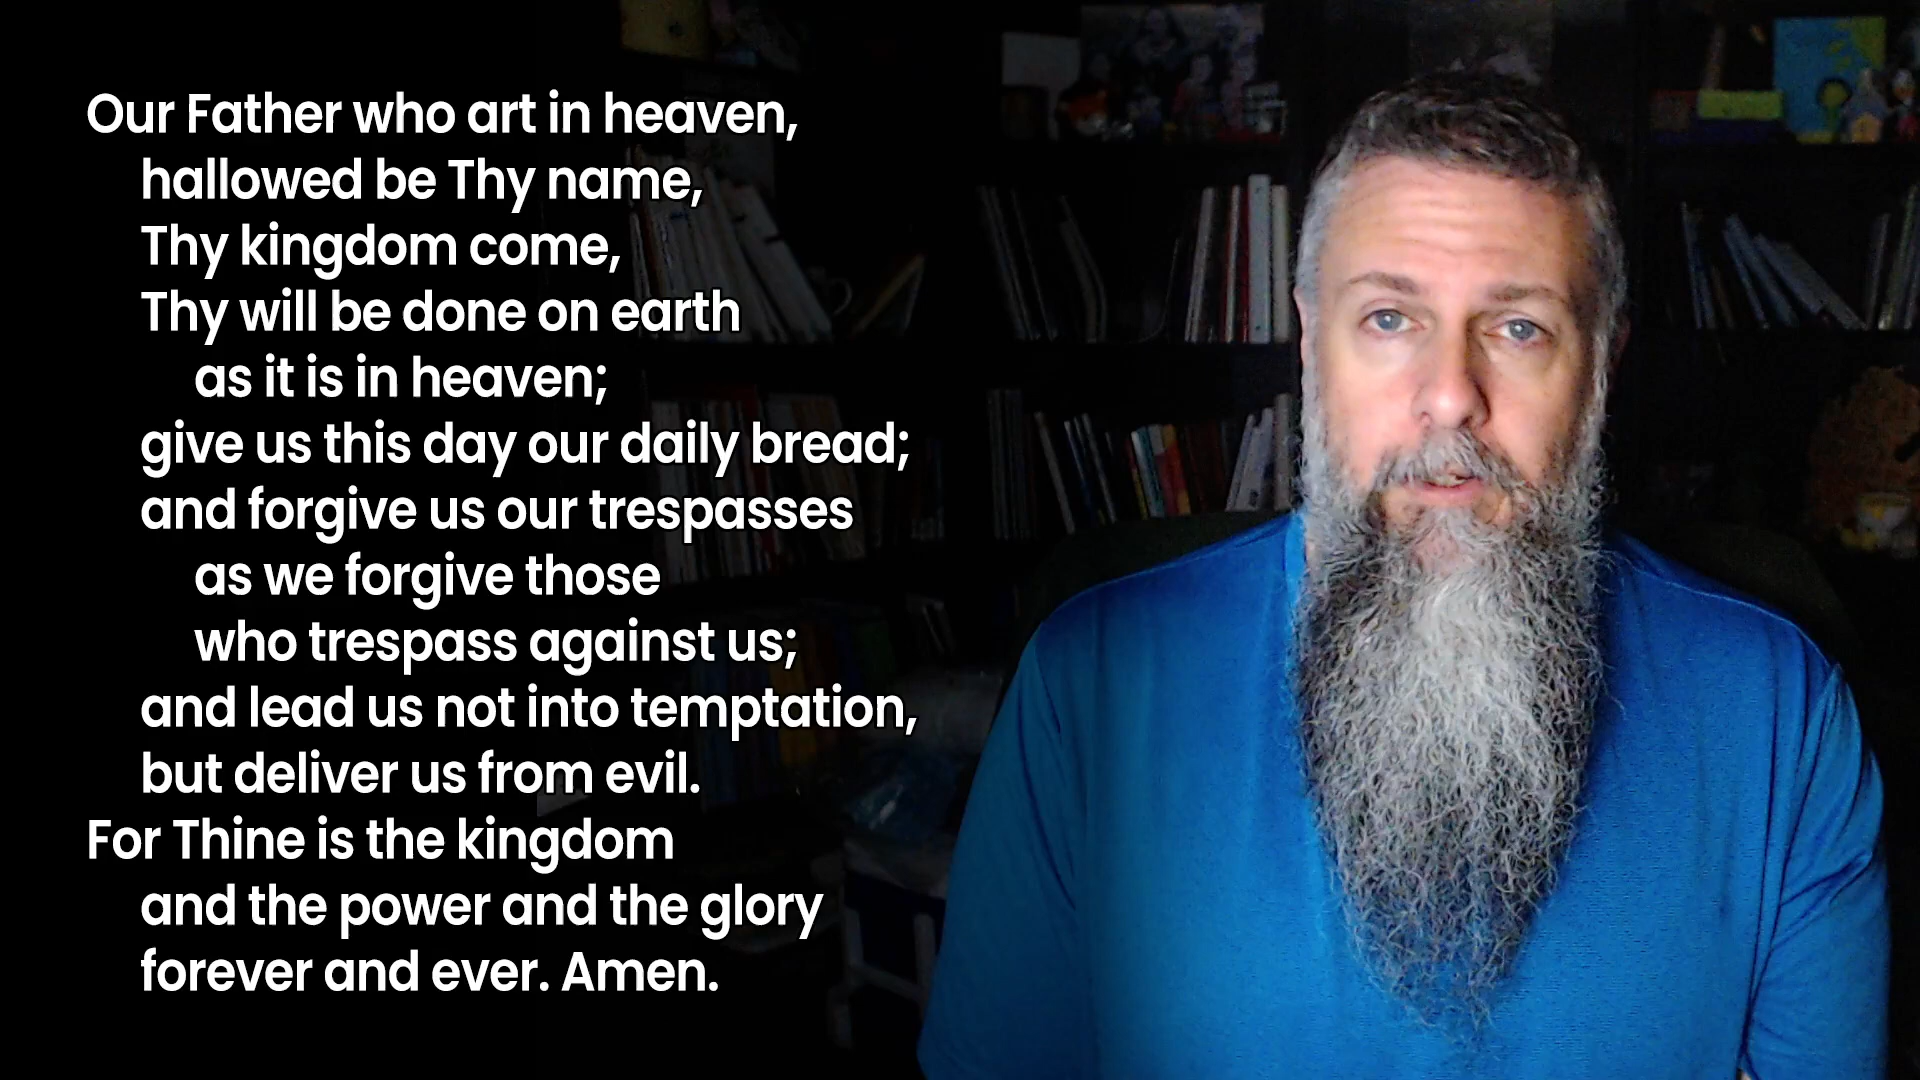 Our Father who art in heaven,
hallowed be Thy name,
Thy kingdom come,
Thy will be done on earth
as it is in heaven;
give us this day our daily bread;
and forgive us our trespasses
as we forgive those
who trespass against us;
and lead us not into temptation,
but deliver us from evil.
For Thine is the kingdom
and the power and the glory
forever and ever. Amen.